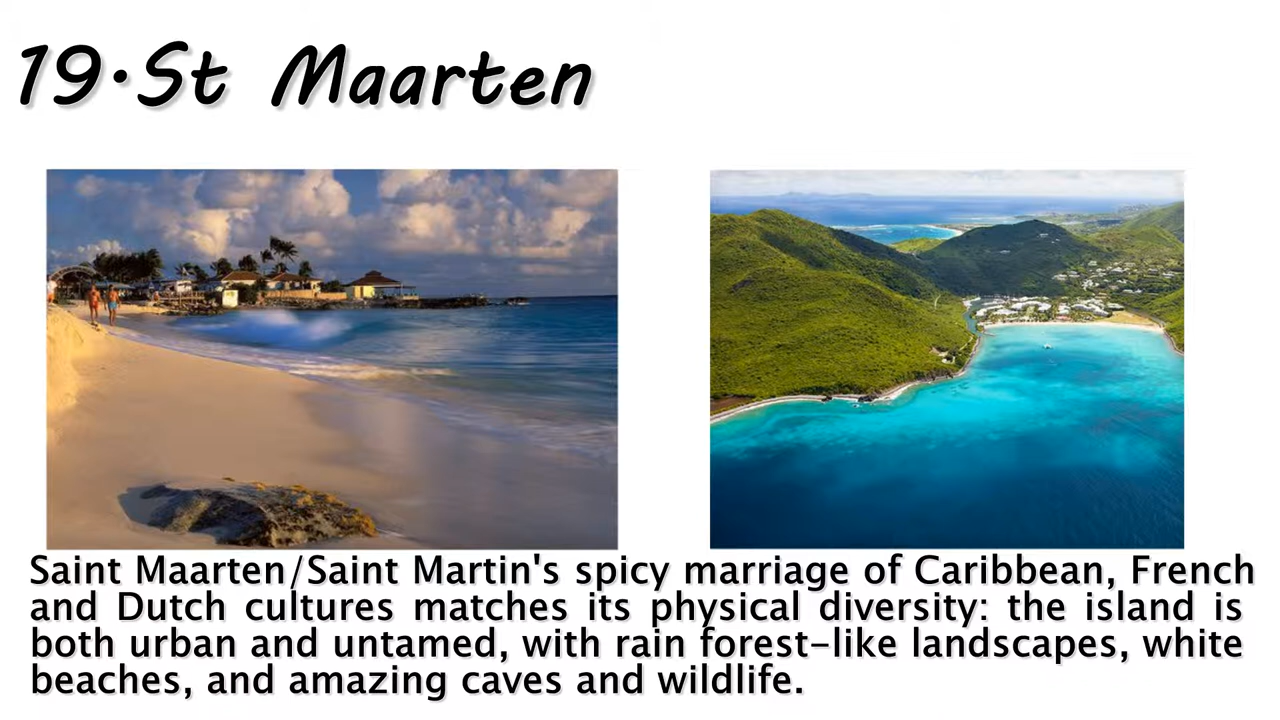 19·St Maarten
Saint Maarten/Saint Martin's spicy marriage of Caribbean, French
and Dutch cultures matches its physical diversity: the island is
both urban and untamed, with rain forest-like landscapes, white
beaches, and amazing caves and wildlife.